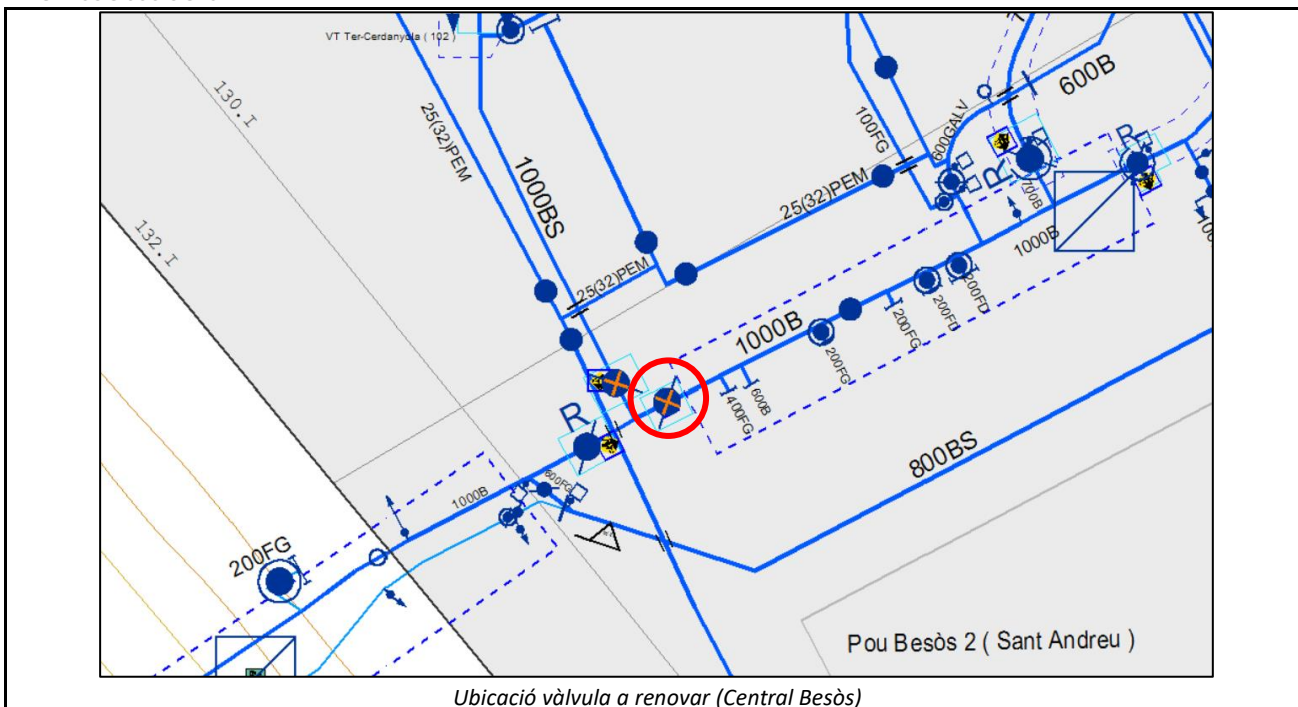 VT Ter-Cerdanyola ( 102 )
130.I
132.I
25(32)PEM
1000BS
100FG
600GALV
600B
R
R
700B
25(32)PEM
1000B
25(32)PEM
1000B
200FD
200FD
200FG
200FG
600B
400FG
R
800BS
600FG
1000B
200FG
Pou Besòs 2 ( Sant Andreu )
Ubicació vàlvula a renovar (Central Besòs)